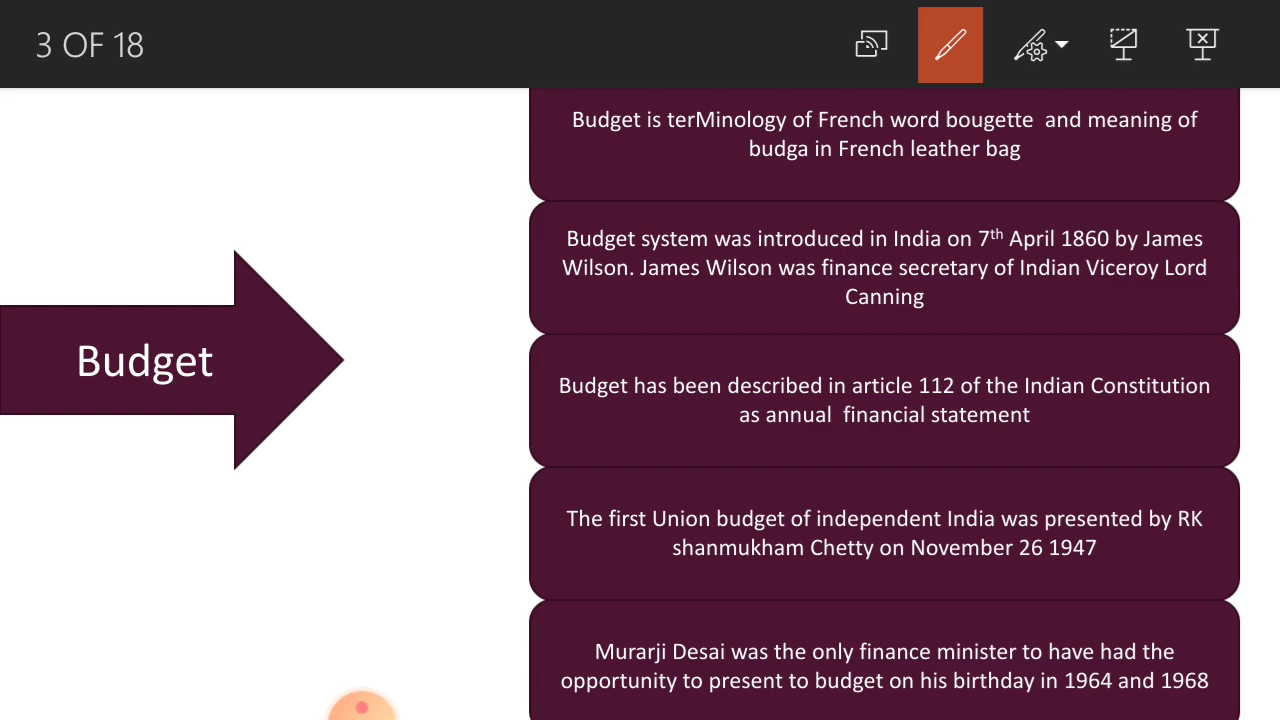 3 OF 18
Budget is terMinology of French word bougette  and meaning of
budga in French leather bag
Budget system was introduced in India on 7th April 1860 by James
Wilson. James Wilson was finance secretary of Indian Viceroy Lord
Canning
Budget
Budget has been described in article 112 of the Indian Constitution
as annual  financial statement
The first Union budget of independent India was presented by RK
shanmukham Chetty on November 26 1947
Murarji Desai was the only finance minister to have had the
opportunity to present to budget on his birthday in 1964 and 1968